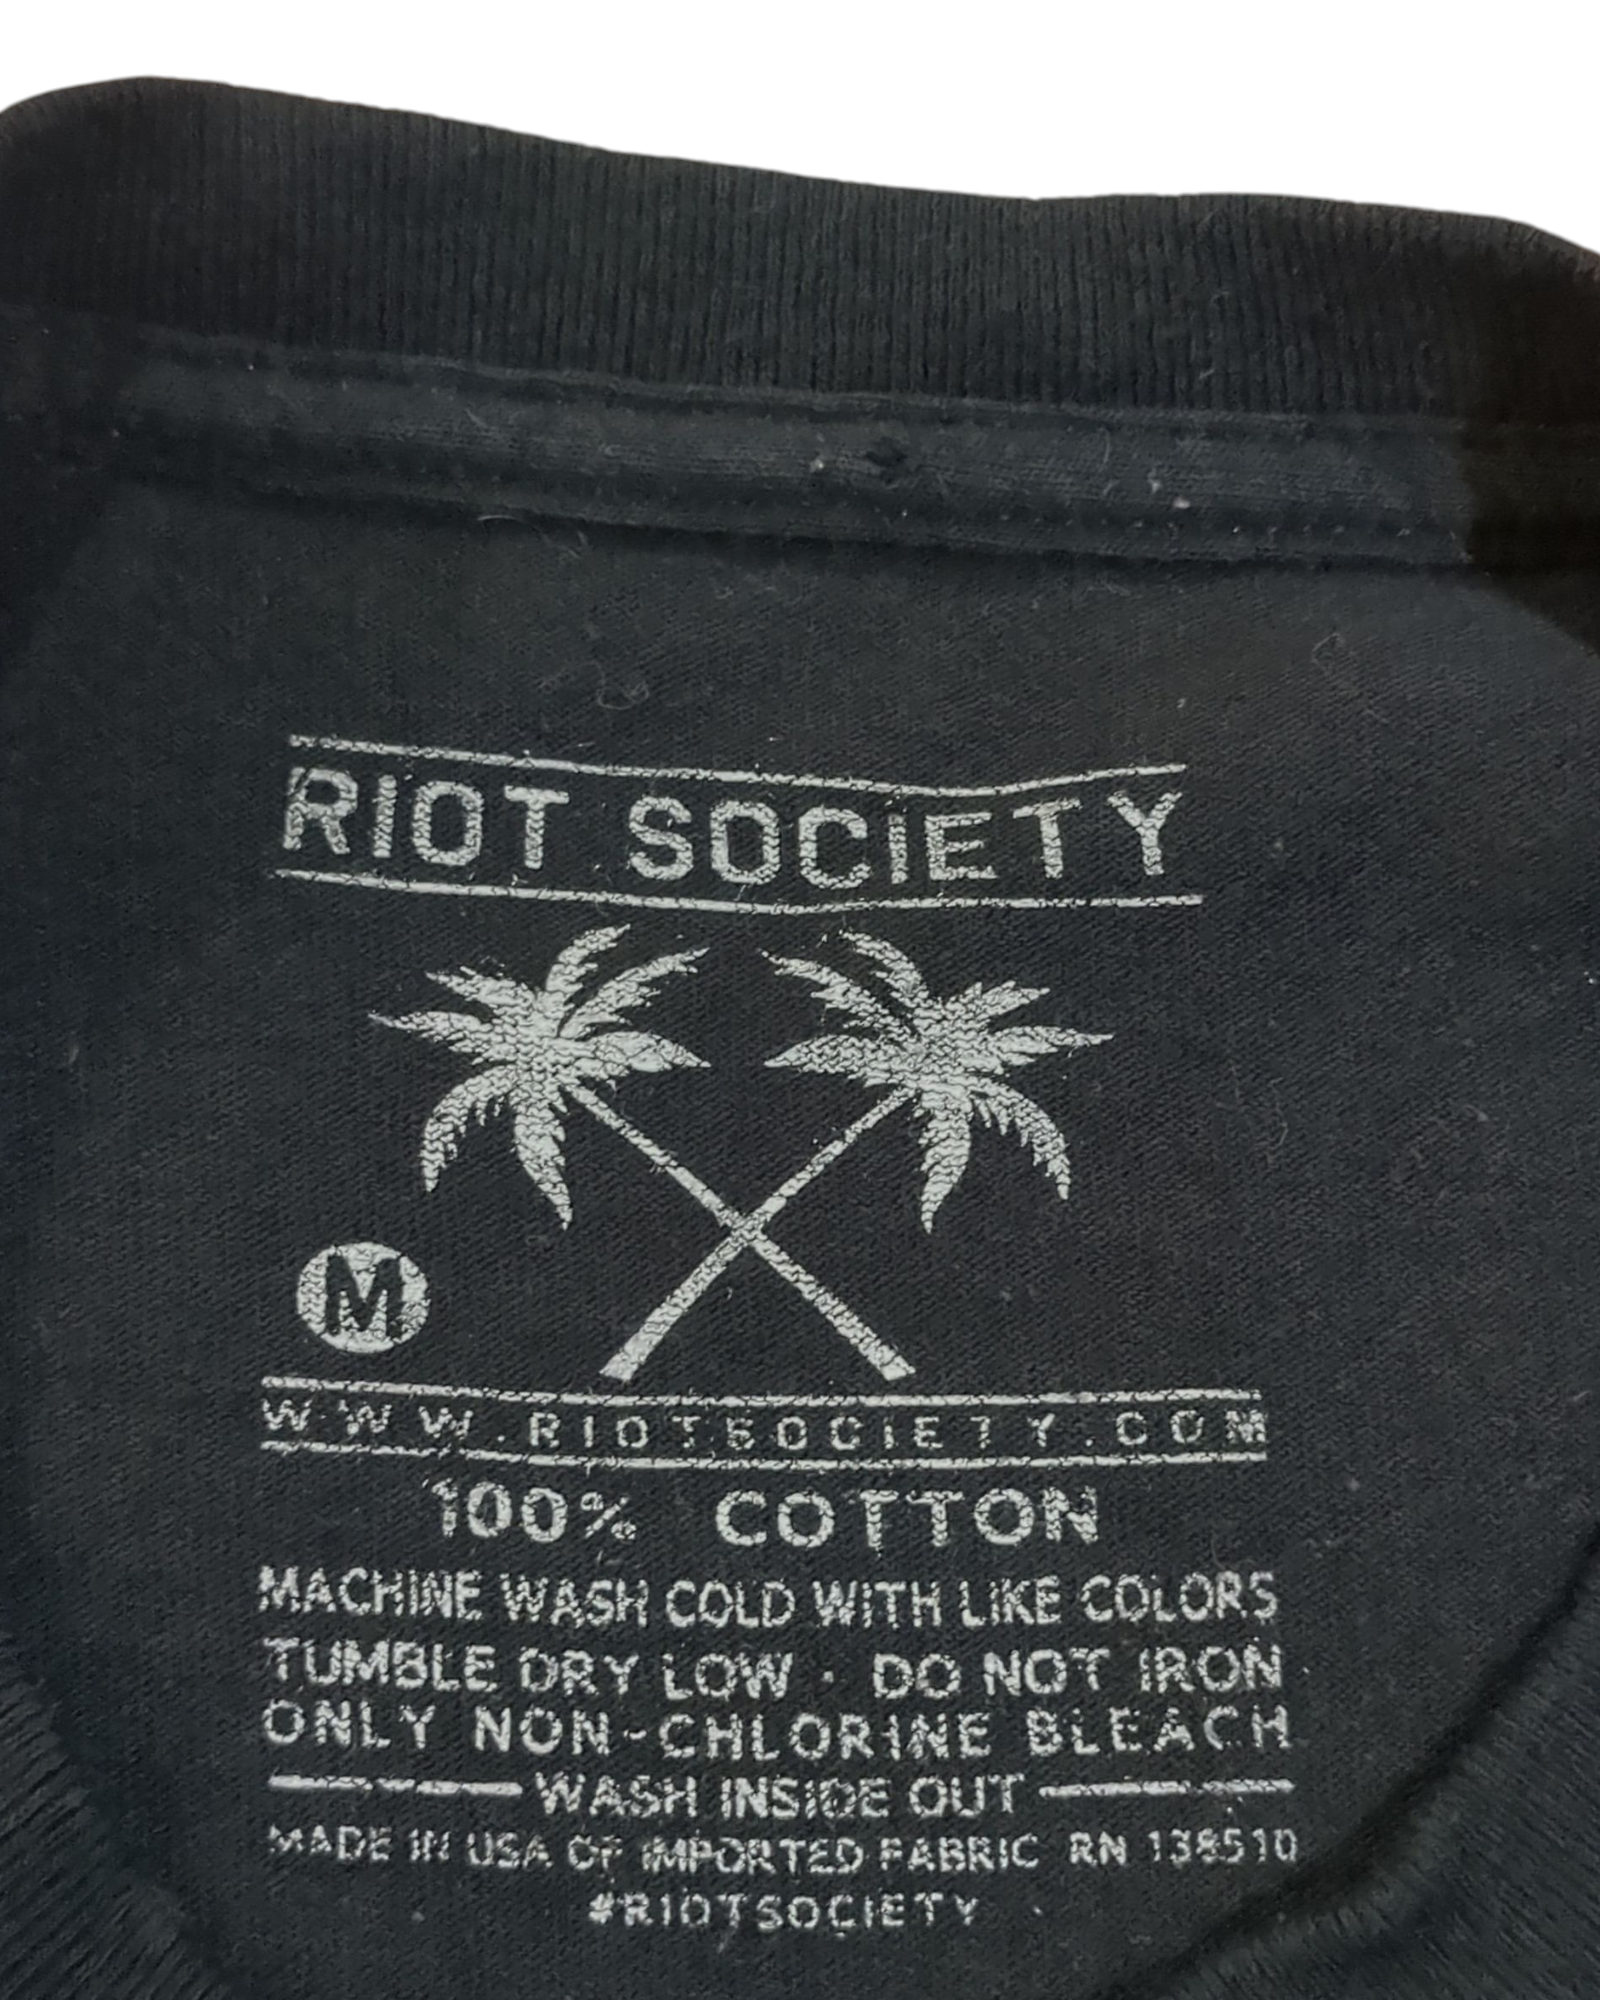 RIOT SOCIETY
M
WWW.RIOTSOCIETY.COM
100% COTTON
MACHINE WASH COLD WITH LIKE COLORS
TUMBLE DRY LOW · DO NOT IRON
ONLY NON-CHLORINE BLEACH
WASH INSIDE OUT
MADE IN USA OF IMPORTED FABRIC RN 138510
#RIOTSOCIETY